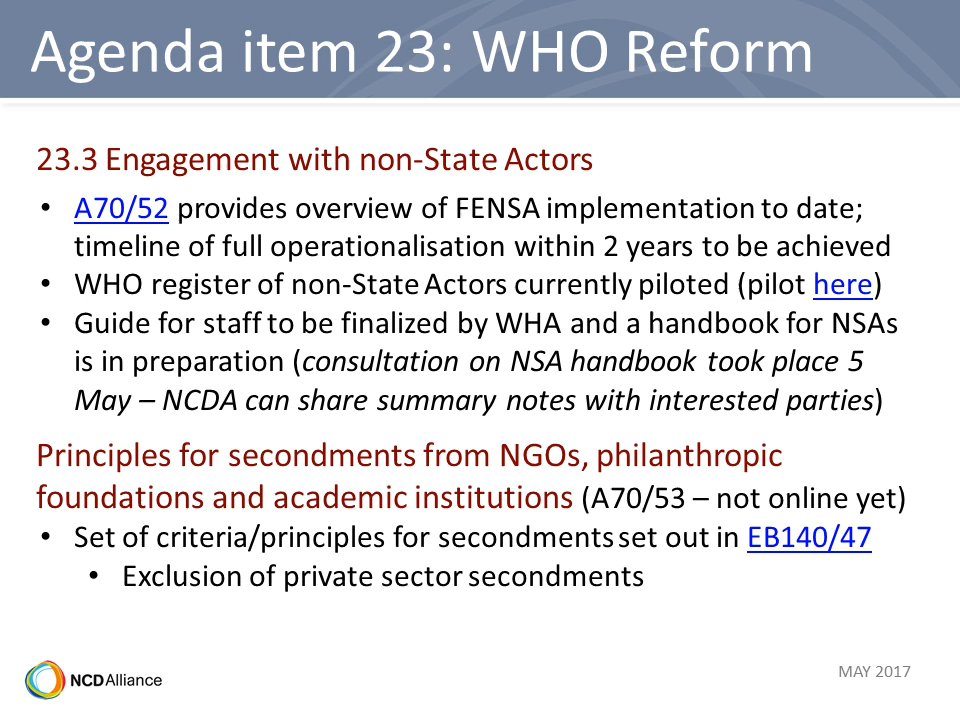 Agenda item 23: WHO Reform
23.3 Engagement with non-State Actors
• A70/52 provides overview of FENSA implementation to date;
timeline of full operationalisation within 2 years to be achieved
• WHO register of non-State Actors currently piloted (pilot here)
• Guide for staff to be finalized by WHA and a handbook for NSAs
is in preparation (consultation on NSA handbook took place 5
May – NCDA can share summary notes with interested parties)
Principles for secondments from NGOs, philanthropic
foundations and academic institutions (A70/53 – not online yet)
• Set of criteria/principles for secondments set out in EB140/47
• Exclusion of private sector secondments
NCD Alliance
MAY 2017